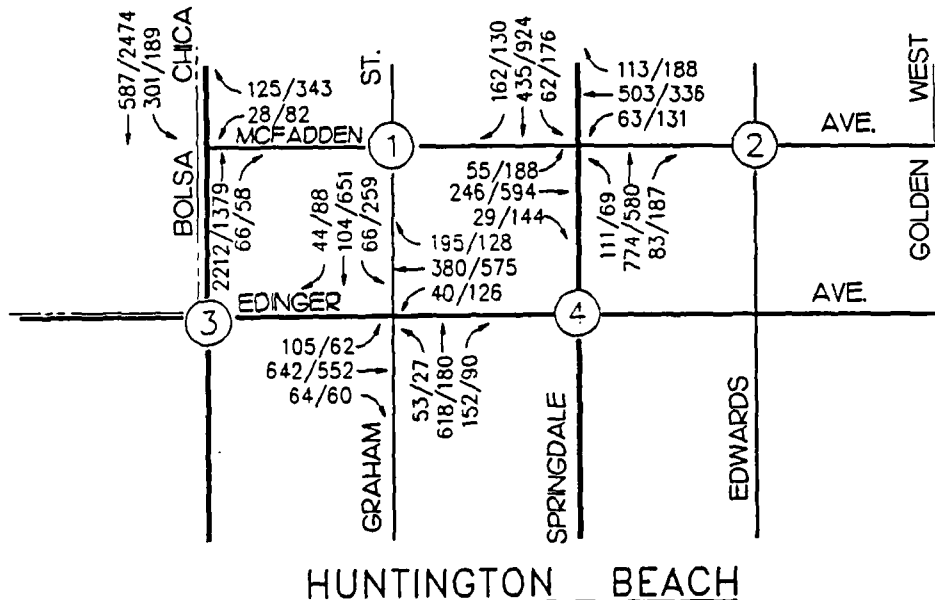 587/2474
301/189
CHICA
125/343
28/82
MCFADDEN
ST.
162/130
435/924
62/176
113/188
503/336
63/131
AVE.
WEST
1
2
BOLSA
2212/1379
66/58
44/88
104/651
66/259
55/188
246/594
29/144
111/69
774/580
83/187
GOLDEN
195/128
380/575
40/126
EDINGER
AVE.
3
4
105/62
642/552
64/60
53/27
618/180
152/90
GRAHAM
SPRINGDALE
EDWARDS
HUNTINGTON BEACH